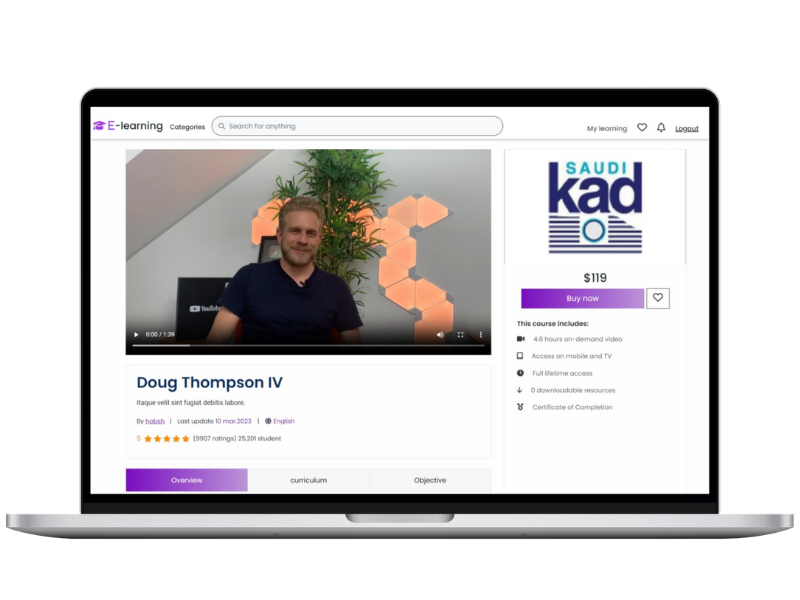 E-learning Categories Search for anything My learning Logout
SAUDI
kad
YouTube
0:00 / 1:39
$119
Buy now
This course includes:
4.6 hours on-demand video
Access on mobile and TV
Full lifetime access
0 downloadable resources
Certificate of Completion
Doug Thompson IV
Itaque velit sint fugiat debitis labore.
By habsh | Last update 10 mar.2023 | English
5 (9907 ratings) 25,201 student
Overview curriculum Objective